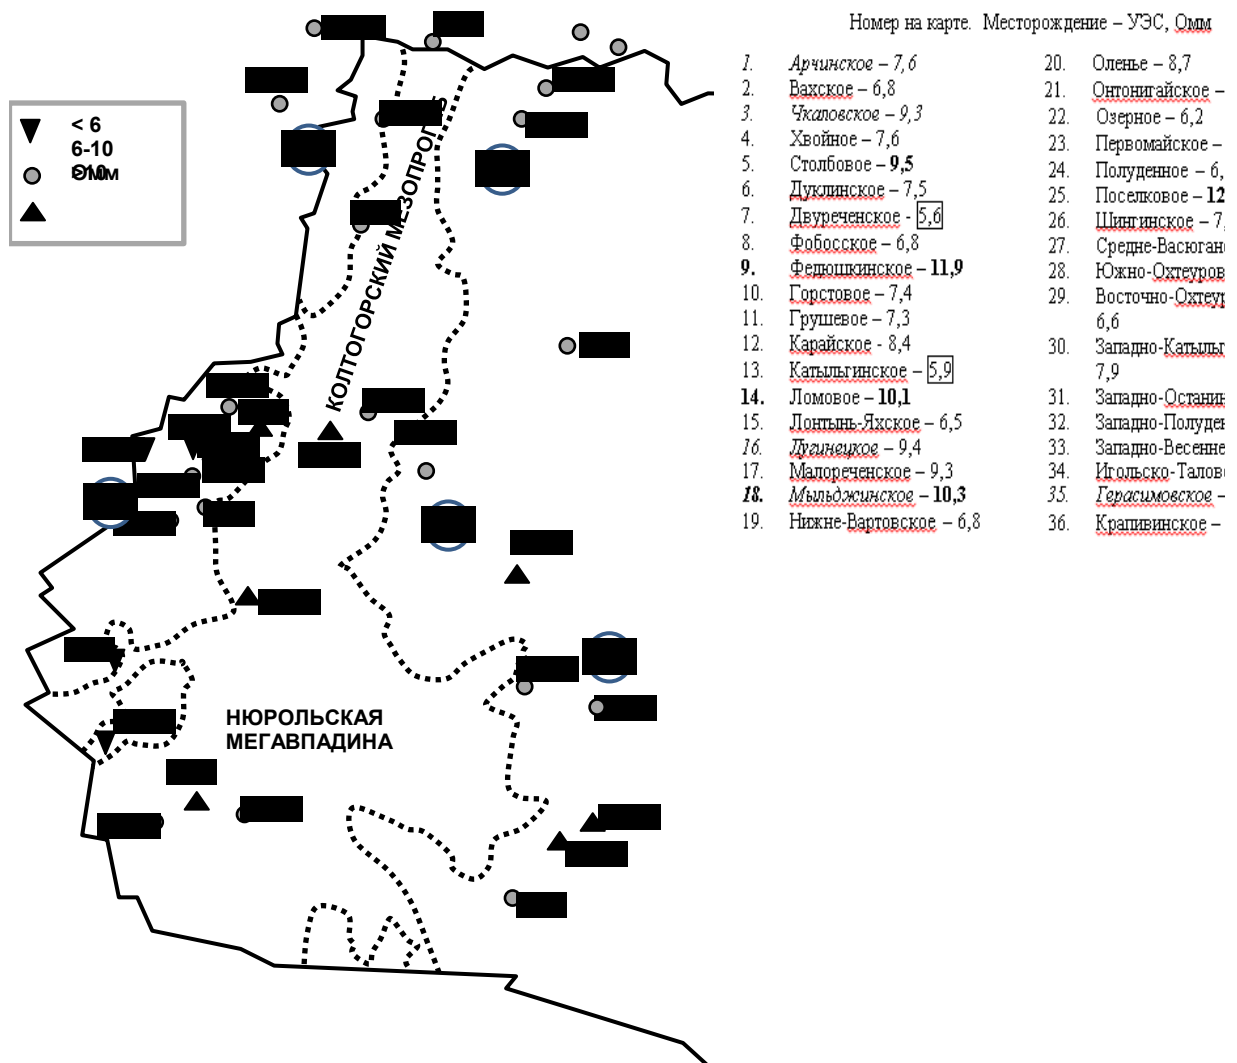 Номер на карте. Месторождение – УЭС, Омм
< 6
6-10
>10 Омм
КОЛТОГОРСКИЙ МЕЗОПРОГИБ
НЮРОЛЬСКАЯ
МЕГАВПАДИНА
1. Арчинское – 7,6
2. Вахское – 6,8
3. Чкаловское – 9,3
4. Хвойное – 7,6
5. Столбовое – 9,5
6. Дуклинское – 7,5
7. Двуреченское - 5,6
8. Фобосское – 6,8
9. Федюшкинское – 11,9
10. Горстовое – 7,4
11. Грушевое – 7,3
12. Карайское - 8,4
13. Катыльгинское – 5,9
14. Ломовое – 10,1
15. Лонтынь-Яхское – 6,5
16. Лугинецкое – 9,4
17. Малореченское – 9,3
18. Мыльджинское – 10,3
19. Нижне-Вартовское – 6,8
20. Оленье – 8,7
21. Онтонигайское –
22. Озерное – 6,2
23. Первомайское –
24. Полуденное – 6,
25. Поселковое – 12
26. Шингинское – 7,
27. Средне-Васюган
28. Южно-Охтеуров
29. Восточно-Охтеур
6,6
30. Западно-Катыльг
7,9
31. Западно-Останин
32. Западно-Полуден
33. Западно-Весенне
34. Игольско-Талов
35. Герасимовское –
36. Крапивинское –